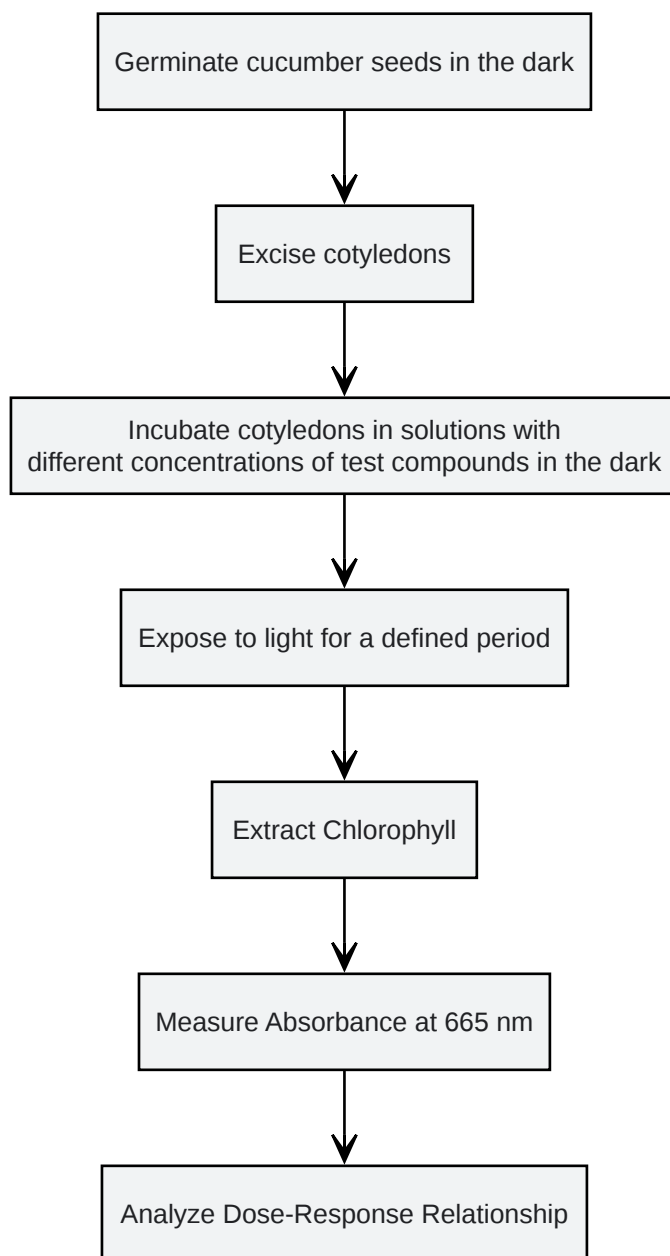 Germinate cucumber seeds in the dark
Excise cotyledons
Incubate cotyledons in solutions with
different concentrations of test compounds in the dark
Expose to light for a defined period
Extract Chlorophyll
Measure Absorbance at 665 nm
Analyze Dose-Response Relationship